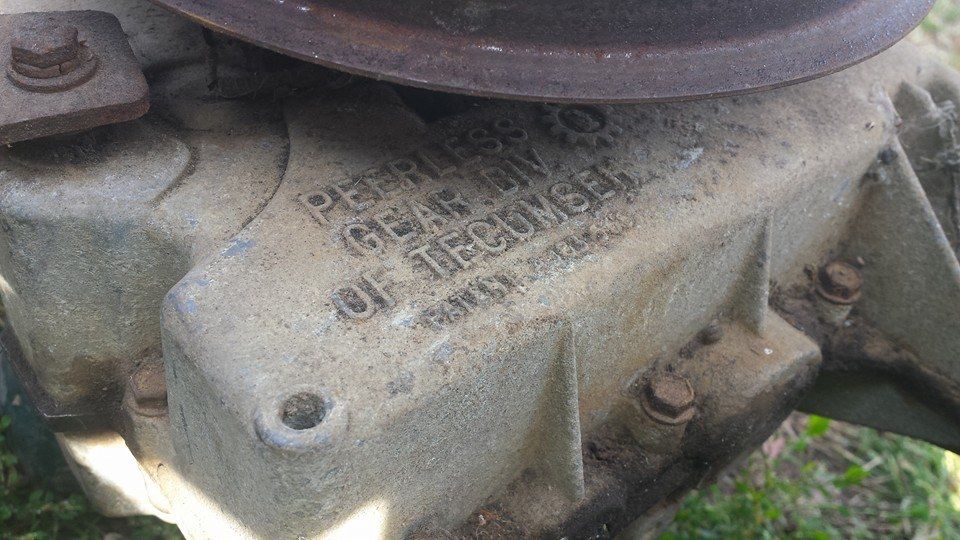 PEERLESS
GEAR DIV.
OF TECUMSEH